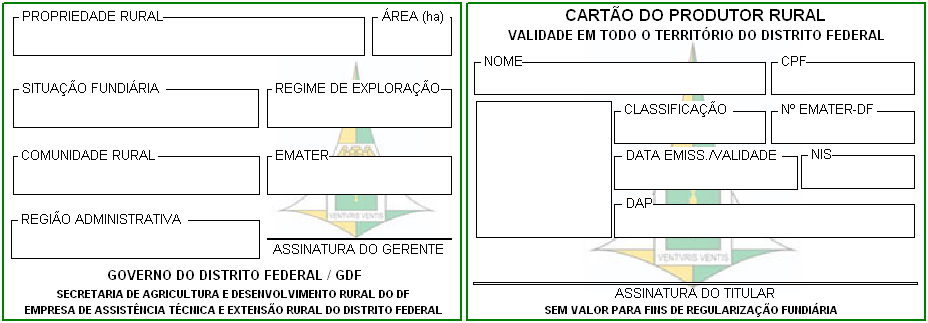 PROPRIEDADE RURAL
ÁREA (ha)
SITUAÇÃO FUNDIÁRIA
REGIME DE EXPLORAÇÃO
COMUNIDADE RURAL
EMATER
REGIÃO ADMINISTRATIVA
VENTVRIS VENTIS
ASSINATURA DO GERENTE
GOVERNO DO DISTRITO FEDERAL / GDF
SECRETARIA DE AGRICULTURA E DESENVOLVIMENTO RURAL DO DF
EMPRESA DE ASSISTÊNCIA TÉCNICA E EXTENSÃO RURAL DO DISTRITO FEDERAL
CARTÃO DO PRODUTOR RURAL
VALIDADE EM TODO O TERRITÓRIO DO DISTRITO FEDERAL
NOME
CPF
CLASSIFICAÇÃO
Nº EMATER-DF
DATA EMISS./VALIDADE
NIS
DAP
VENTVRIS VENTIS
ASSINATURA DO TITULAR
SEM VALOR PARA FINS DE REGULARIZAÇÃO FUNDIÁRIA